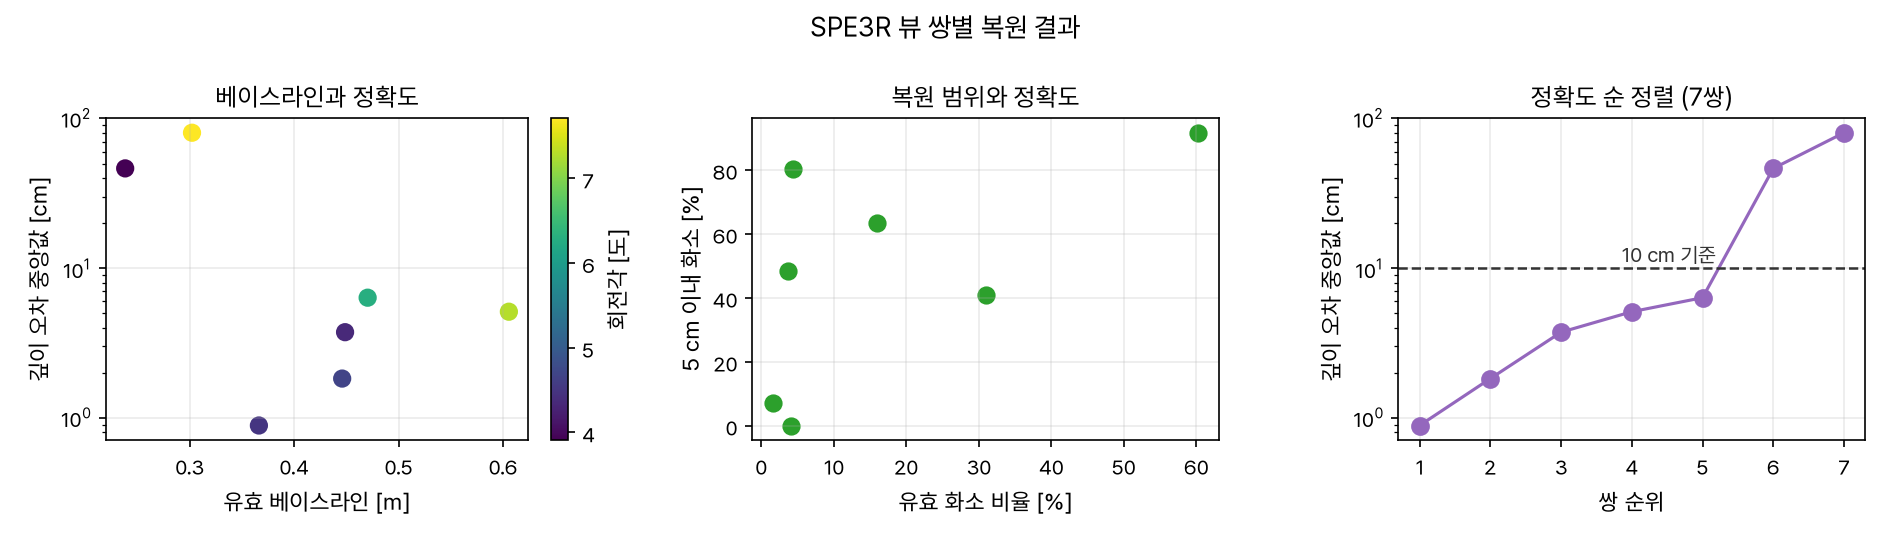 SPE3R 뷰 쌍별 복원 결과
베이스라인과 정확도
깊이 오차 중앙값 [cm]
10²
10¹
10⁰
0.3 0.4 0.5 0.6
유효 베이스라인 [m]
7
6
5
4
회전각 [도]
복원 범위와 정확도
5 cm 이내 화소 [%]
80
60
40
20
0
0 10 20 30 40 50 60
유효 화소 비율 [%]
정확도 순 정렬 (7쌍)
깊이 오차 중앙값 [cm]
10²
10¹
10⁰
10 cm 기준
1 2 3 4 5 6 7
쌍 순위